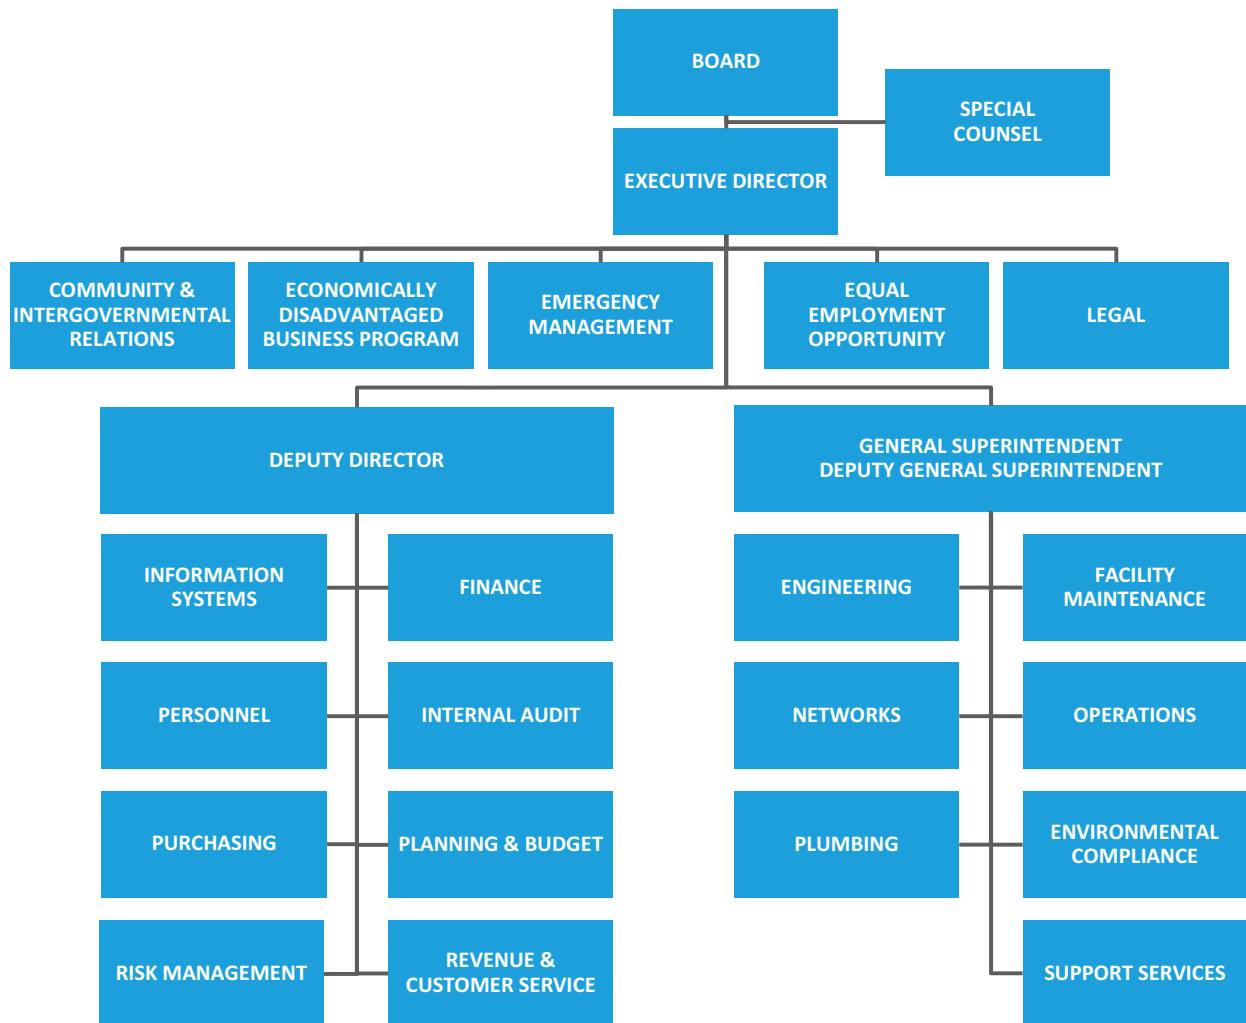 BOARD
SPECIAL
COUNSEL
EXECUTIVE DIRECTOR
COMMUNITY &
INTERGOVERNMENTAL
RELATIONS
ECONOMICALLY
DISADVANTAGED
BUSINESS PROGRAM
EMERGENCY
MANAGEMENT
EQUAL
EMPLOYMENT
OPPORTUNITY
LEGAL
DEPUTY DIRECTOR
GENERAL SUPERINTENDENT
DEPUTY GENERAL SUPERINTENDENT
INFORMATION
SYSTEMS
FINANCE
ENGINEERING
FACILITY
MAINTENANCE
PERSONNEL
INTERNAL AUDIT
NETWORKS
OPERATIONS
PURCHASING
PLANNING & BUDGET
PLUMBING
ENVIRONMENTAL
COMPLIANCE
RISK MANAGEMENT
REVENUE &
CUSTOMER SERVICE
SUPPORT SERVICES